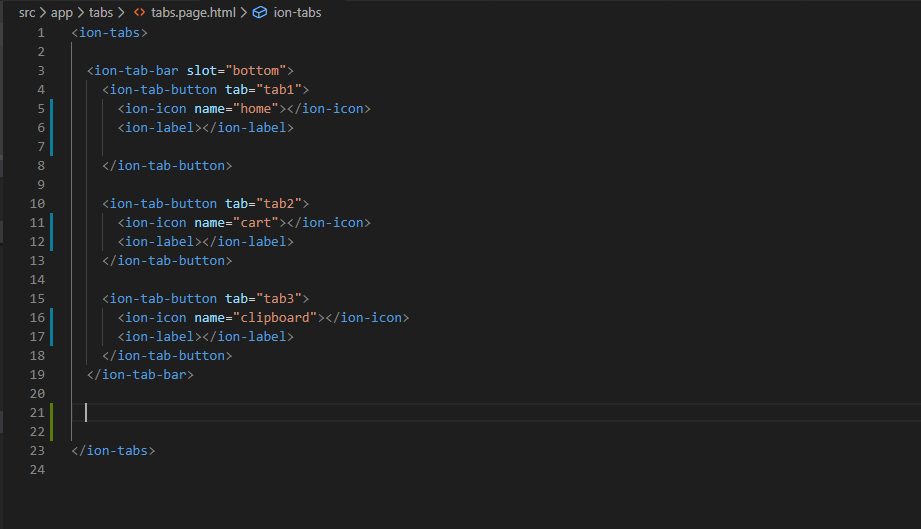 src > app > tabs > <> tabs.page.html > ion-tabs
1 <ion-tabs>
2
3 <ion-tab-bar slot="bottom">
4 <ion-tab-button tab="tab1">
5 <ion-icon name="home"></ion-icon>
6 <ion-label></ion-label>
7
8 </ion-tab-button>
9
10 <ion-tab-button tab="tab2">
11 <ion-icon name="cart"></ion-icon>
12 <ion-label></ion-label>
13 </ion-tab-button>
14
15 <ion-tab-button tab="tab3">
16 <ion-icon name="clipboard"></ion-icon>
17 <ion-label></ion-label>
18 </ion-tab-button>
19 </ion-tab-bar>
20
21
22
23 </ion-tabs>
24